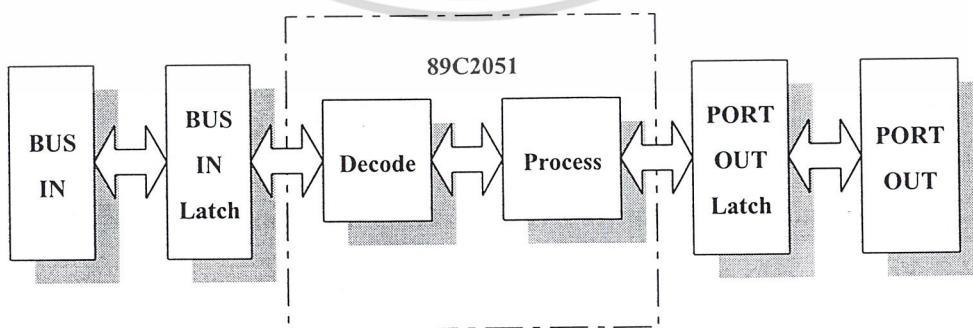 89C2051
BUS
IN
BUS
IN
Latch
Decode
Process
PORT
OUT
Latch
PORT
OUT